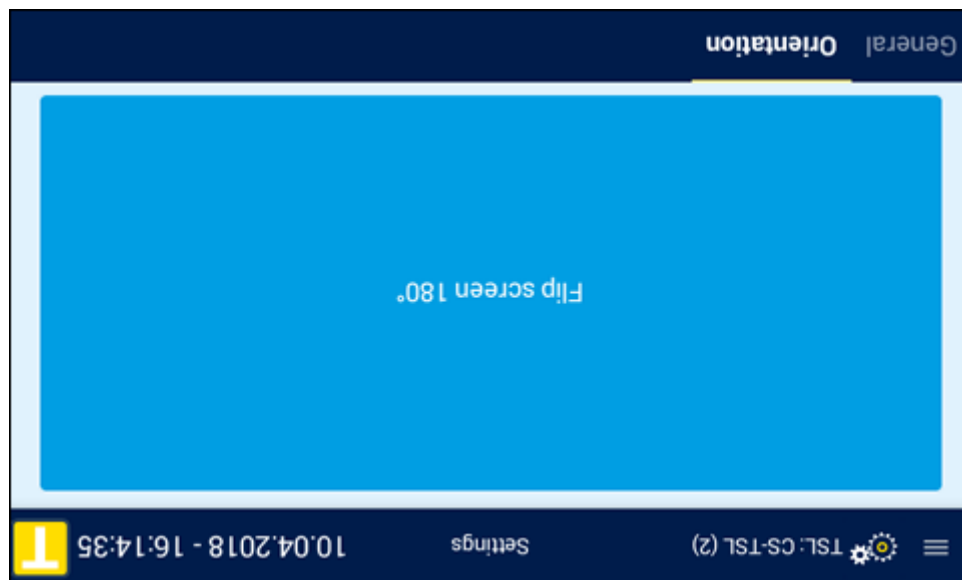 TSL: CS-TSL (2) Settings 10.04.2018 - 16:14:35 T
Flip screen 180°
General Orientation